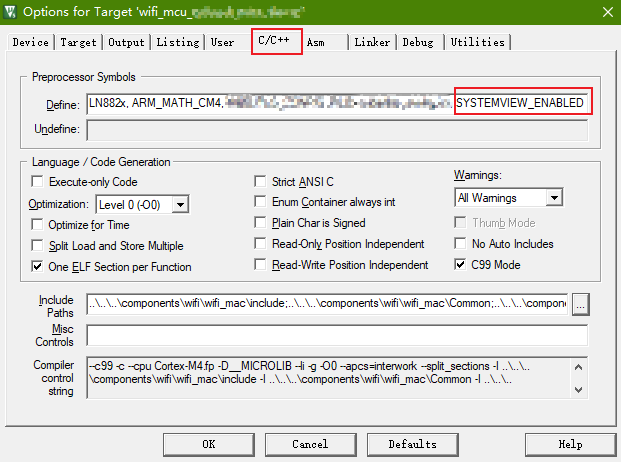 Options for Target 'wifi_mcu_
Device Target Output Listing User C/C++ Asm Linker Debug Utilities
Preprocessor Symbols
Define: LN882x, ARM_MATH_CM4, SYSTEMVIEW_ENABLED
Undefine:
Language / Code Generation
Execute-only Code
Optimization: Level 0 (-O0)
Optimize for Time
Split Load and Store Multiple
One ELF Section per Function
Strict ANSI C
Enum Container always int
Plain Char is Signed
Read-Only Position Independent
Read-Write Position Independent
Warnings:
All Warnings
Thumb Mode
No Auto Includes
C99 Mode
Include Paths
..\..\..\components\wifi\wifi_mac\include;..\..\..\components\wifi\wifi_mac\Common;..\..\..\compone
...
Misc Controls
Compiler control string
--c99 -c --cpu Cortex-M4.fp -D__MICROLIB --li -g -O0 --apcs=interwork --split_sections -I ..\..\..
\components\wifi\wifi_mac\include -I ..\..\..\components\wifi\wifi_mac\Common -I ..\..\..
OK Cancel Defaults Help